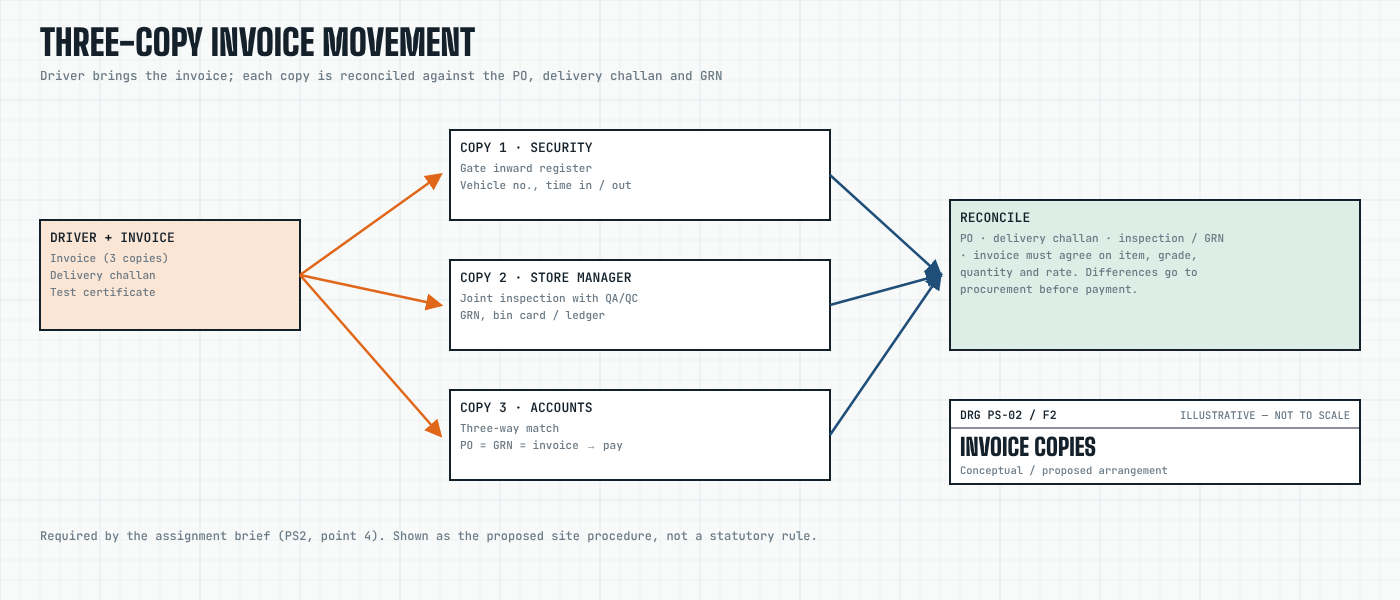 THREE–COPY INVOICE MOVEMENT
Driver brings the invoice; each copy is reconciled against the PO, delivery challan and GRN
DRIVER + INVOICE
Invoice (3 copies)
Delivery challan
Test certificate
COPY 1 · SECURITY
Gate inward register
Vehicle no., time in / out
COPY 2 · STORE MANAGER
Joint inspection with QA/QC
GRN, bin card / ledger
COPY 3 · ACCOUNTS
Three-way match
PO = GRN = invoice → pay
RECONCILE
PO · delivery challan · inspection / GRN
· invoice must agree on item, grade,
quantity and rate. Differences go to
procurement before payment.
DRG PS-02 / F2
ILLUSTRATIVE — NOT TO SCALE
INVOICE COPIES
Conceptual / proposed arrangement
Required by the assignment brief (PS2, point 4). Shown as the proposed site procedure, not a statutory rule.